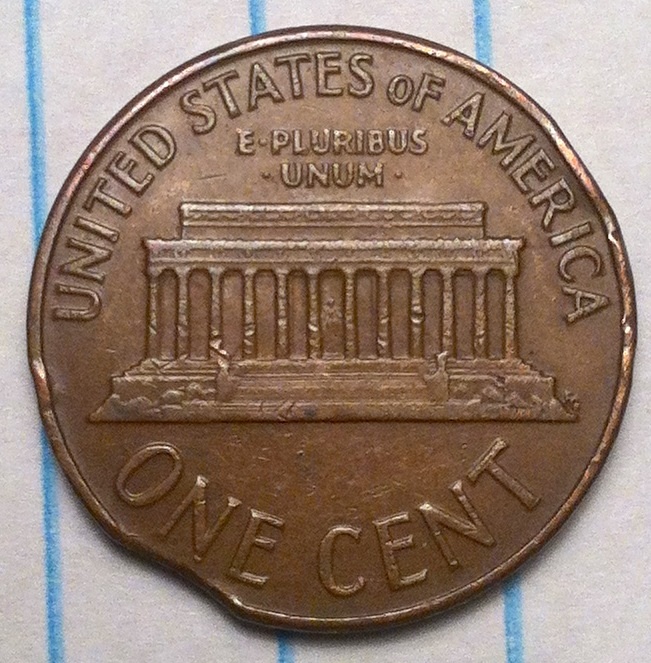 UNITED STATES OF AMERICA
E·PLURIBUS
·UNUM·
ONE CENT